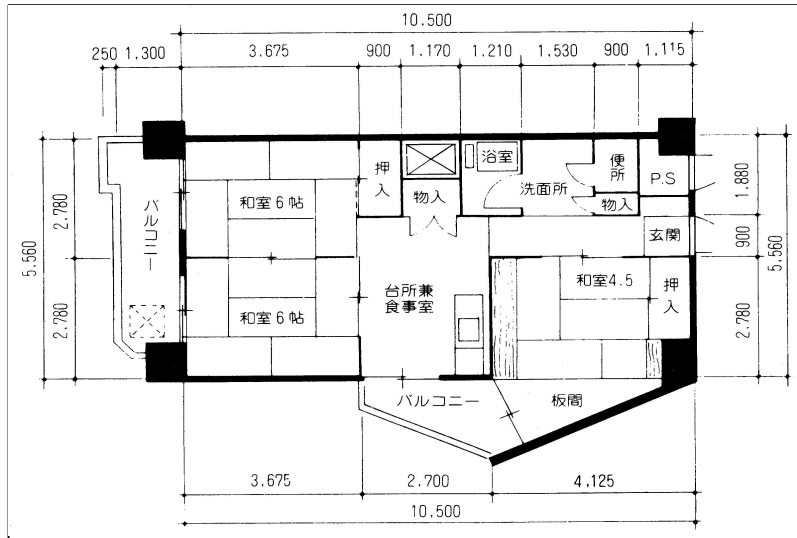 10.500
250
1,300
3.675
900
1,170
1,210
1,530
900
1,115
5.560
2.780
2.780
バルコニー
和室6帖
和室6帖
押入
物入
浴室
洗面所
便所
物入
P.S
玄関
台所兼
食事室
和室4.5
押入
バルコニー
板間
1,880
900
2.780
5.560
3.675
2.700
4,125
10.500